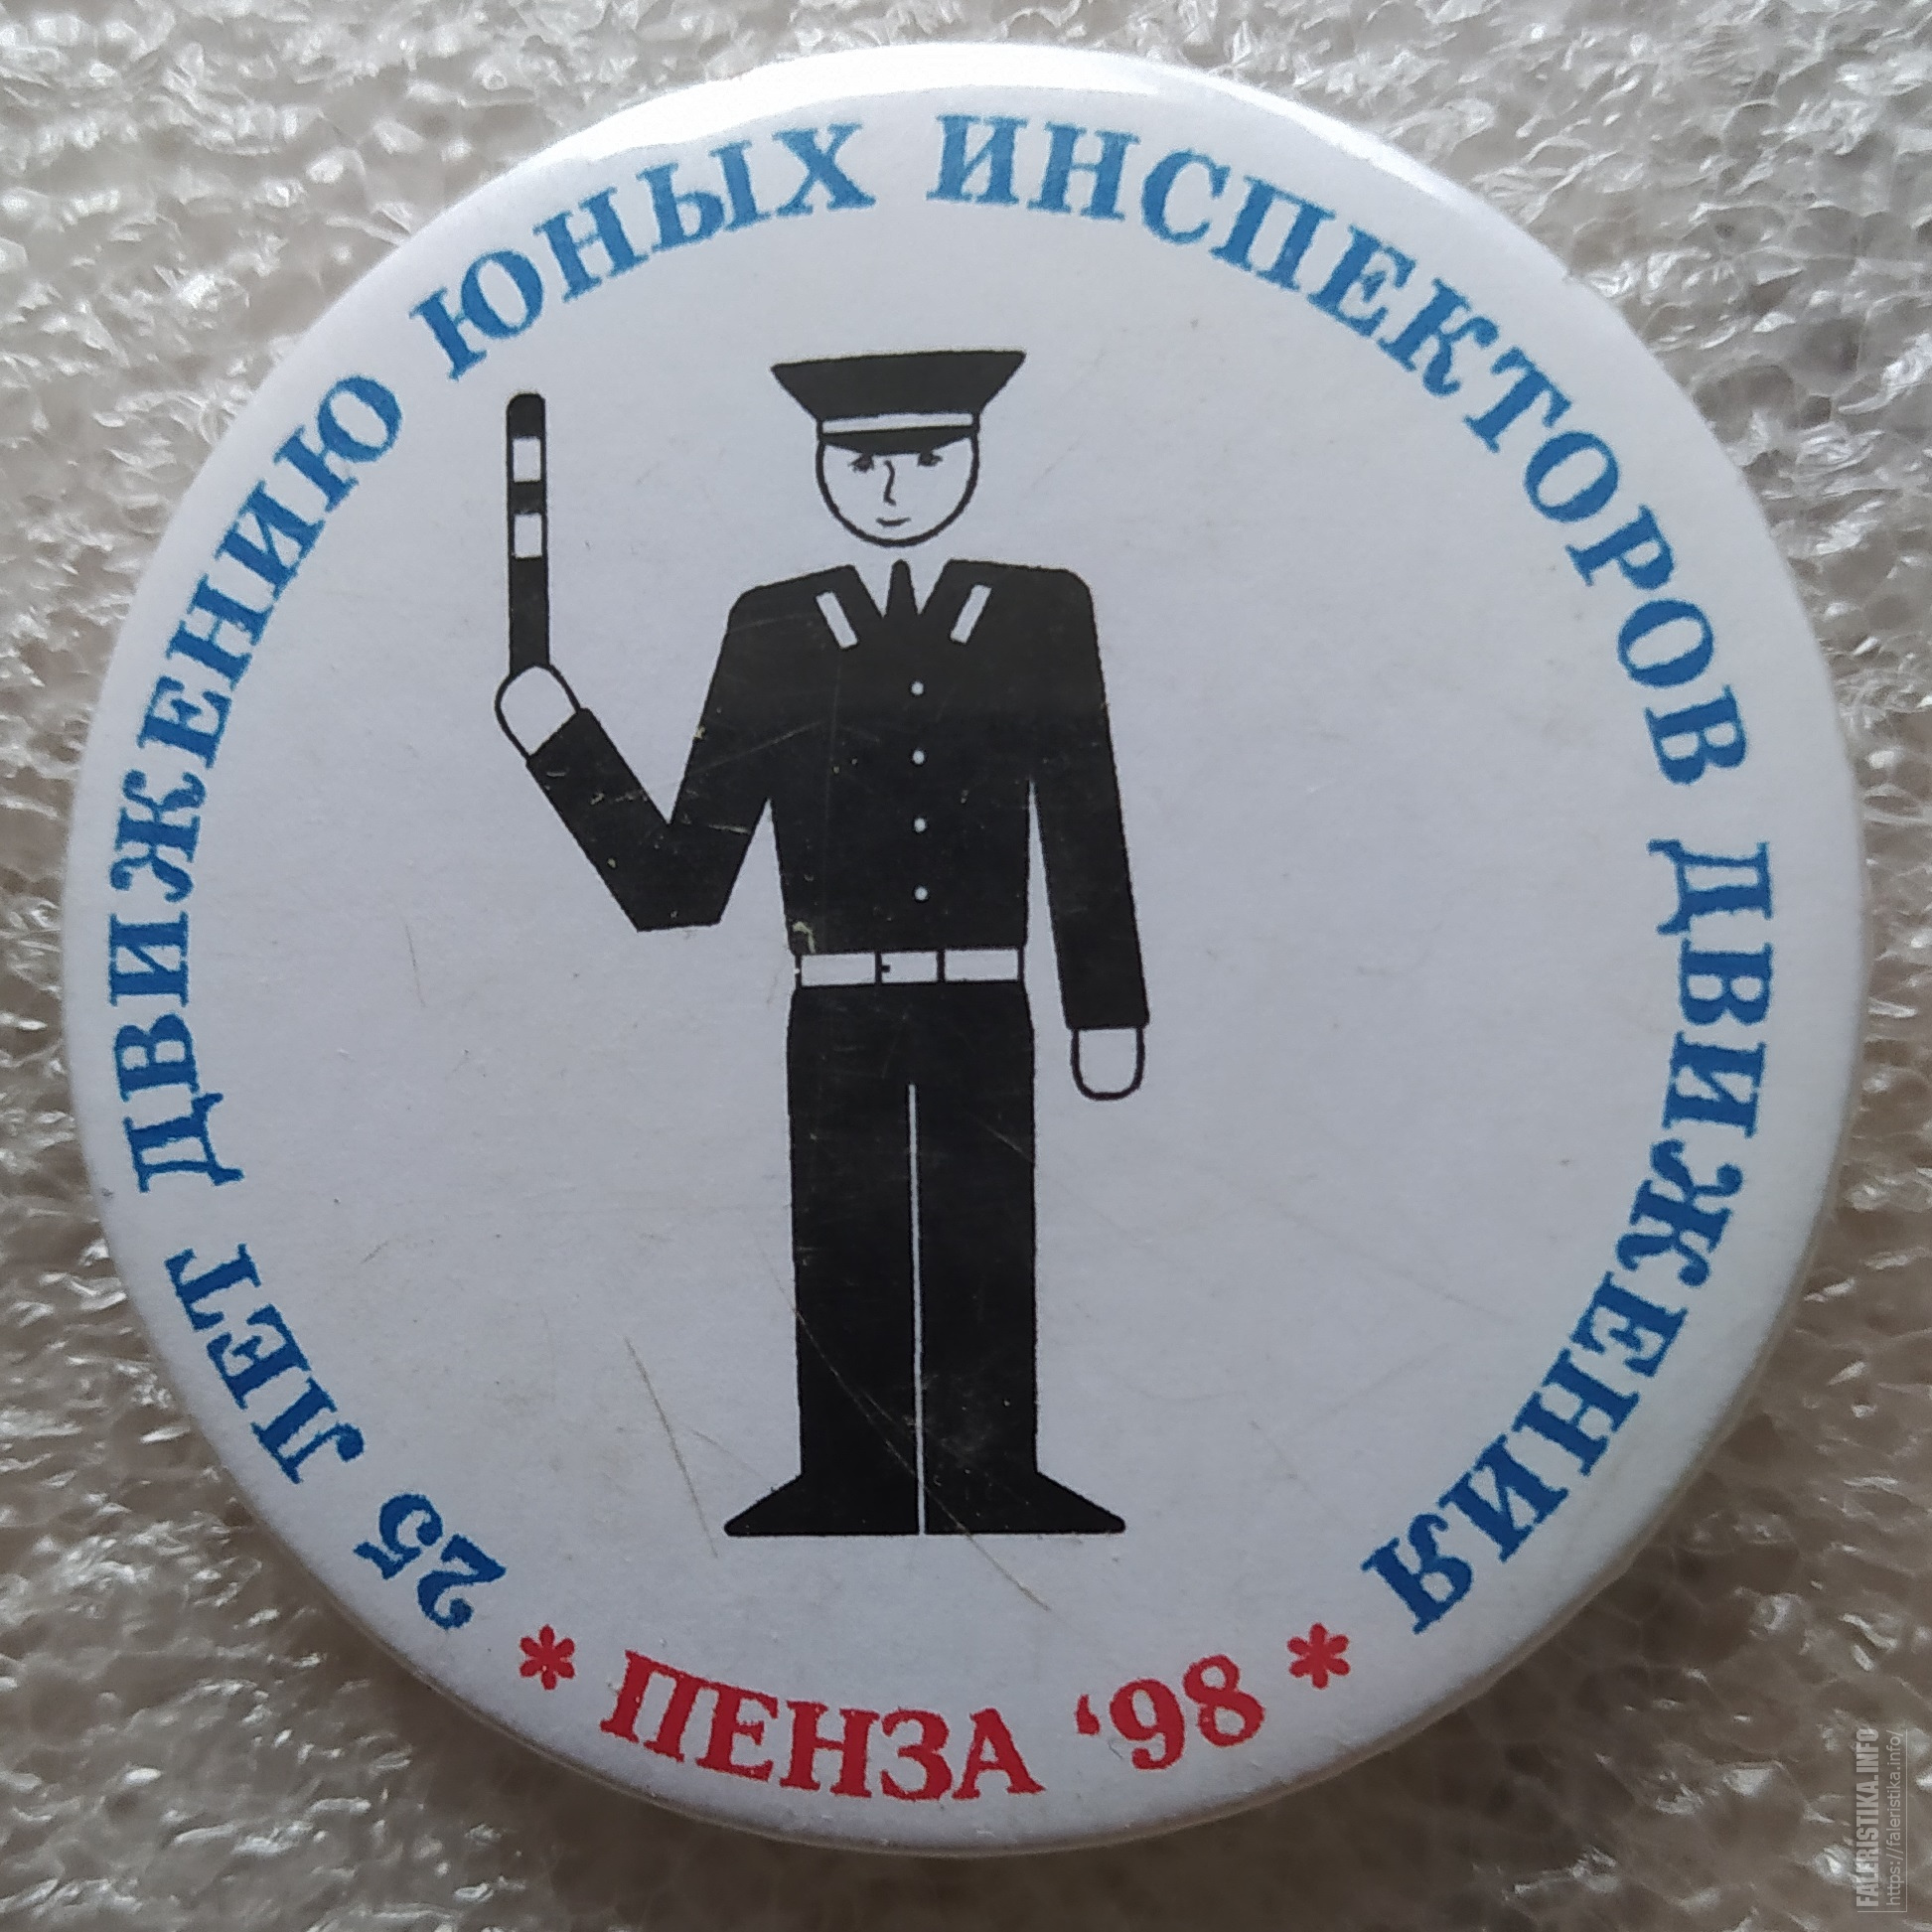 25 ЛЕТ ДВИЖЕНИЮ ЮНЫХ ИНСПЕКТОРОВ ДВИЖЕНИЯ
* ПЕНЗА '98 *
FALERISTIKA.INFO
https://faleristika.info/